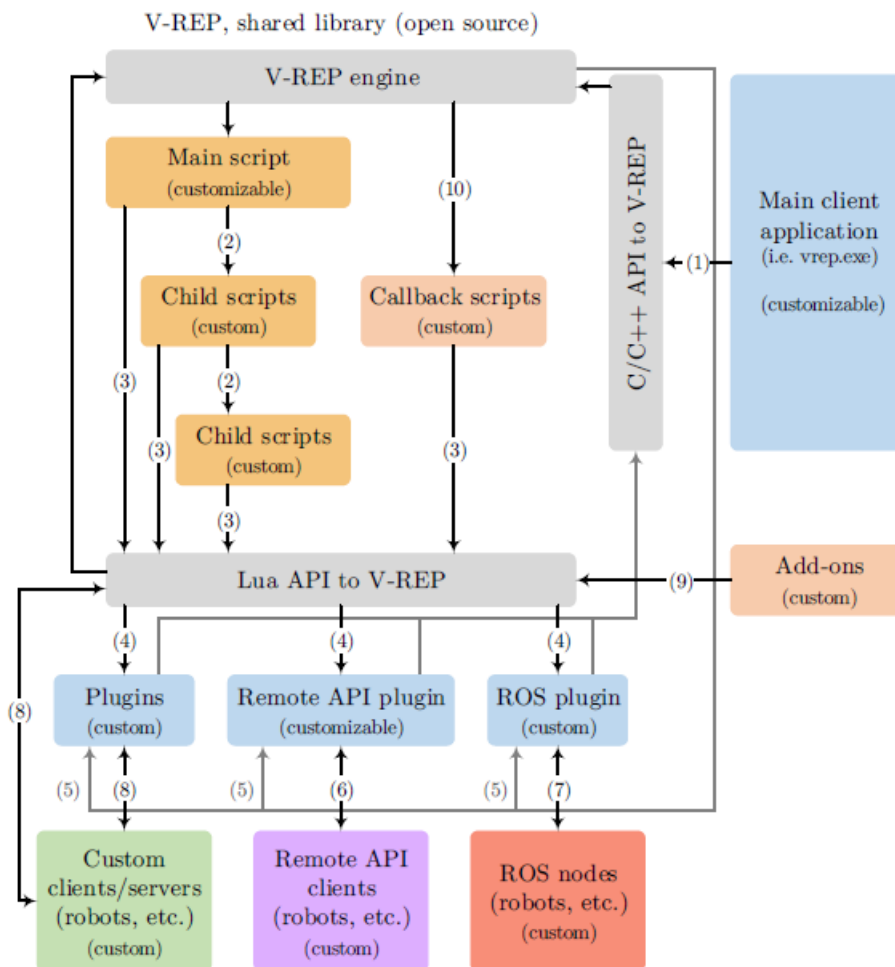 V-REP, shared library (open source)
V-REP engine
Main script
(customizable)
(10)
C/C++ API to V-REP
Main client
application
(i.e. vrep.exe)
(customizable)
(1)
(2)
Child scripts
(custom)
Callback scripts
(custom)
(3)
(2)
Child scripts
(custom)
(3)
(3)
(3)
Lua API to V-REP
(9)
Add-ons
(custom)
(4)
(4)
(4)
Plugins
(custom)
Remote API plugin
(customizable)
ROS plugin
(custom)
(8)
(5)
(8)
(5)
(6)
(5)
(7)
Custom
clients/servers
(robots, etc.)
(custom)
Remote API
clients
(robots, etc.)
(custom)
ROS nodes
(robots, etc.)
(custom)